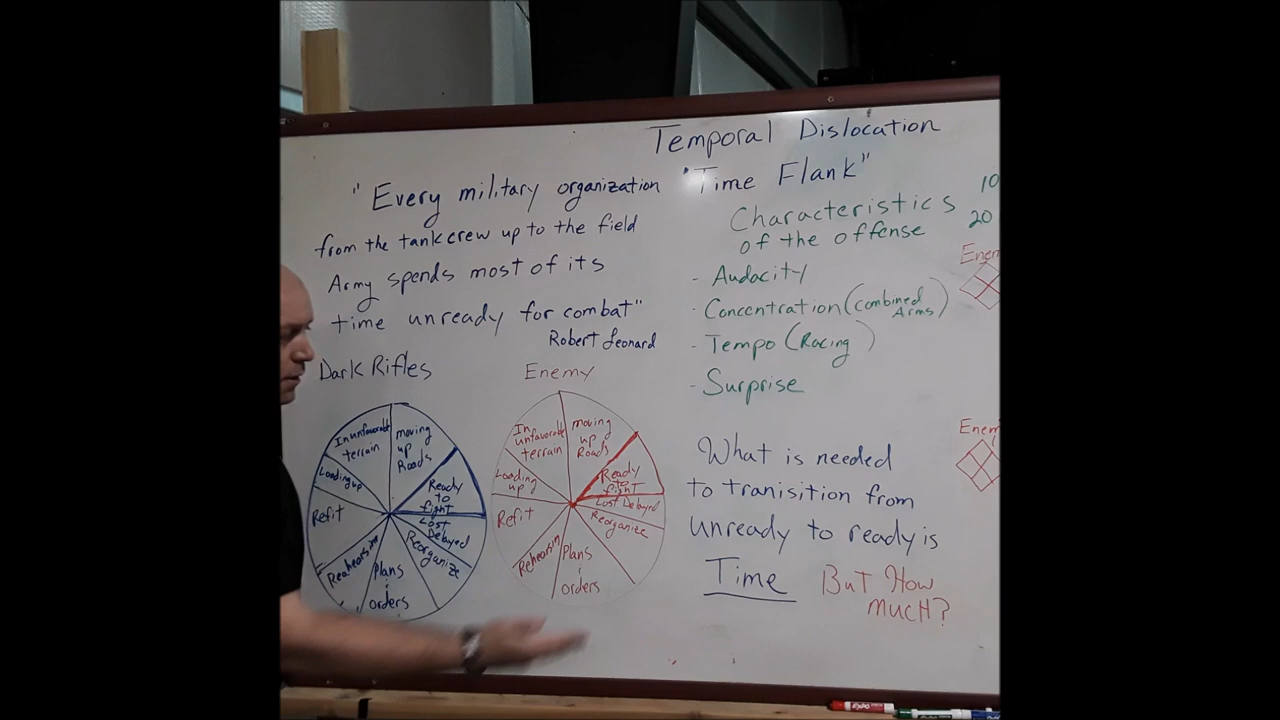 Temporal Dislocation
"Time Flank"
"Every military organization
from the tank crew up to the field
Army spends most of its
time unready for combat"
Robert Leonard
Characteristics
of the offense
- Audacity
- Concentration (combined
Arms)
- Tempo (Racing)
- Surprise
10
20
Enem
Dark Rifles
In unfavorable
terrain
moving
up
Roads
Loading up
Ready
to
fight
Refit
Lost
Delayed
Reorganize
Reahearsing
Plans
&
orders
Enemy
In
unfavorable
terrain
moving
up
Roads
Loading
up
Ready
to
fight
Lost Delayed
Refit
Reorganize
Rehearsin
Plans
&
orders
What is needed
to tranisition from
unready to ready is
Time
But How
much?
Enem
EXPO